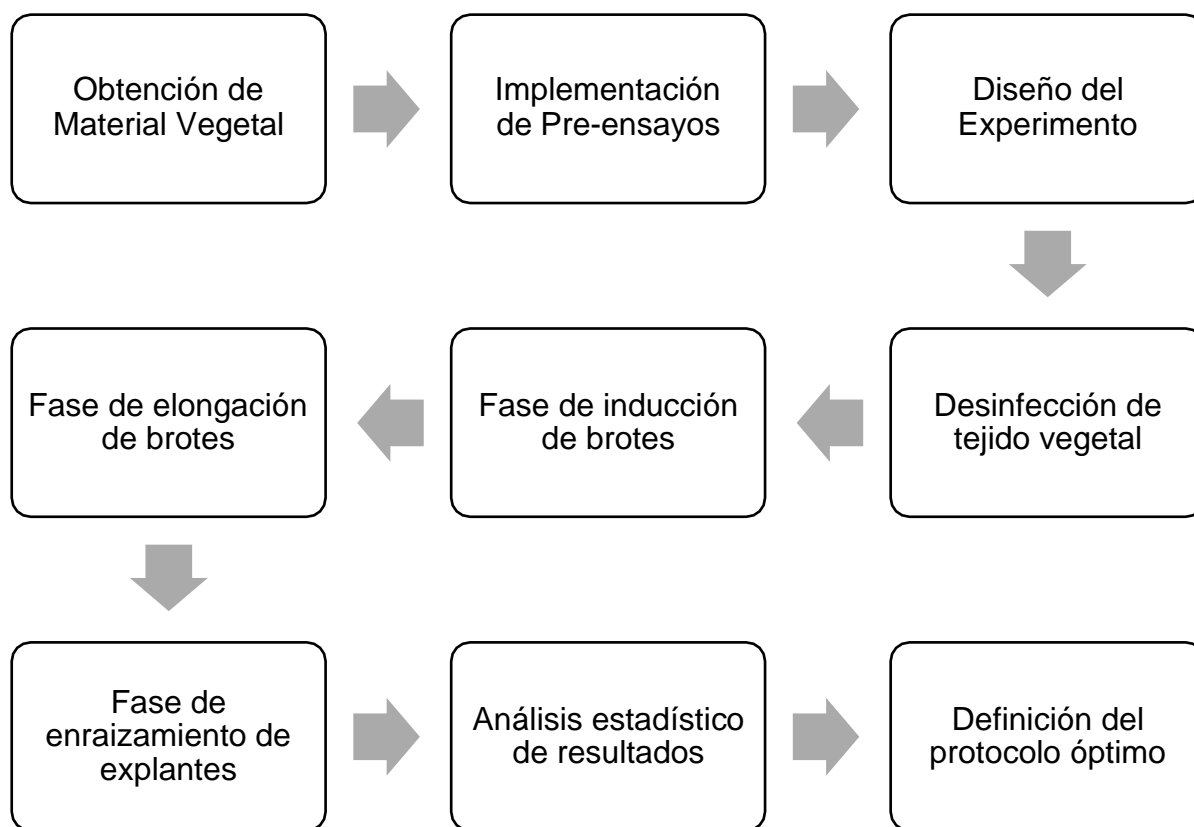 Obtención de
Material Vegetal
Implementación
de Pre-ensayos
Diseño del
Experimento
Desinfección de
tejido vegetal
Fase de inducción
de brotes
Fase de elongación
de brotes
Fase de
enraizamiento de
explantes
Análisis estadístico
de resultados
Definición del
protocolo óptimo